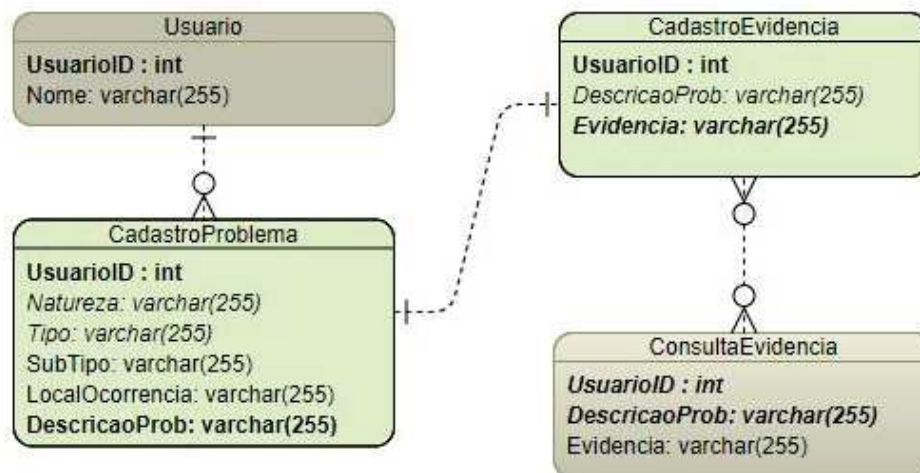 Usuario
UsuarioID : int
Nome: varchar(255)
CadastroProblema
UsuarioID : int
Natureza: varchar(255)
Tipo: varchar(255)
SubTipo: varchar(255)
LocalOcorrencia: varchar(255)
DescricaoProb: varchar(255)
CadastroEvidencia
UsuarioID : int
DescricaoProb: varchar(255)
Evidencia: varchar(255)
ConsultaEvidencia
UsuarioID : int
DescricaoProb: varchar(255)
Evidencia: varchar(255)